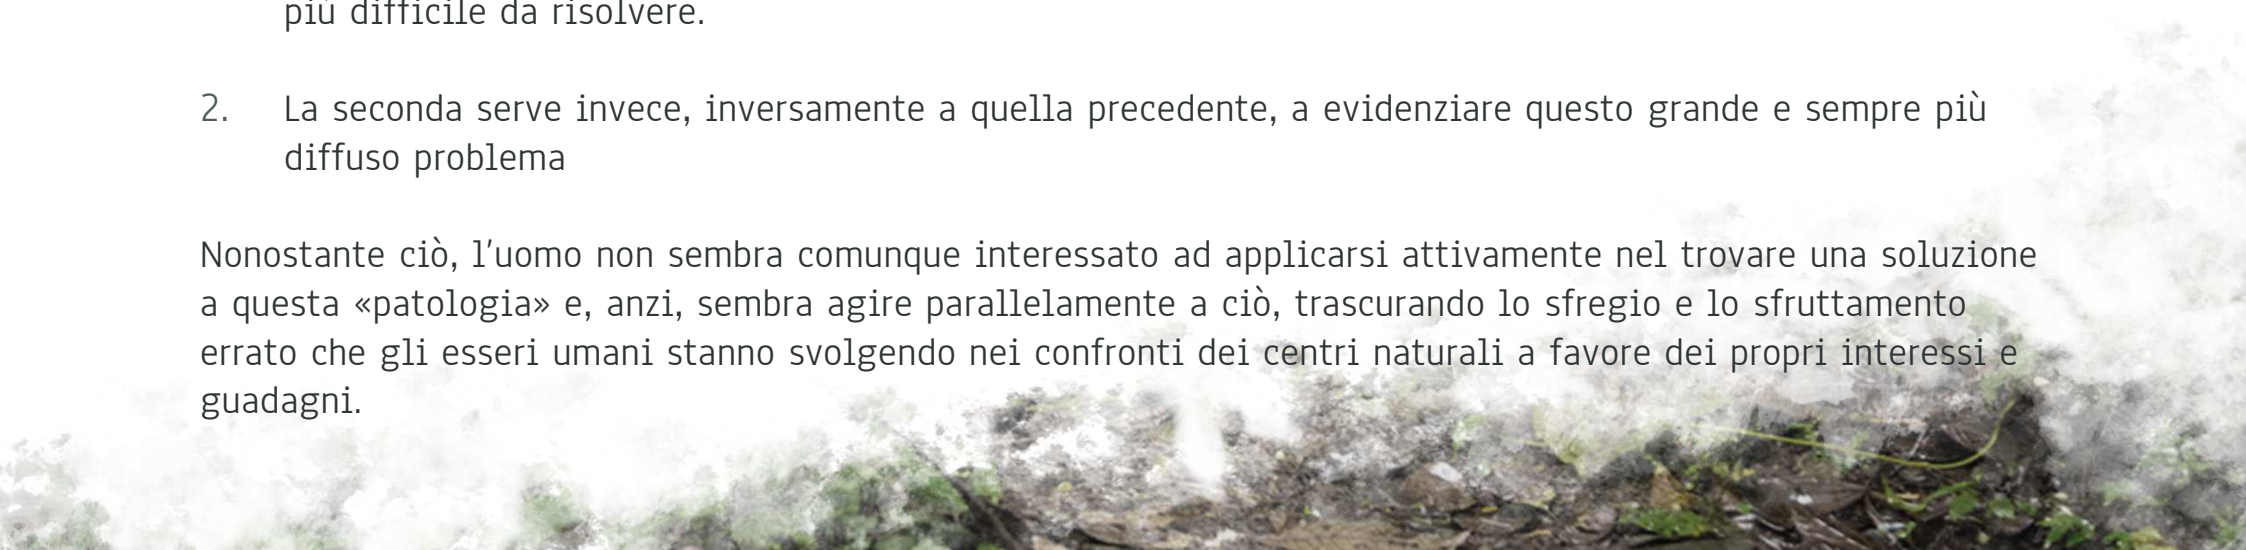 più difficile da risolvere.
2. La seconda serve invece, inversamente a quella precedente, a evidenziare questo grande e sempre più
diffuso problema
Nonostante ciò, l'uomo non sembra comunque interessato ad applicarsi attivamente nel trovare una soluzione
a questa «patologia» e, anzi, sembra agire parallelamente a ciò, trascurando lo sfregio e lo sfruttamento
errato che gli esseri umani stanno svolgendo nei confronti dei centri naturali a favore dei propri interessi e
guadagni.